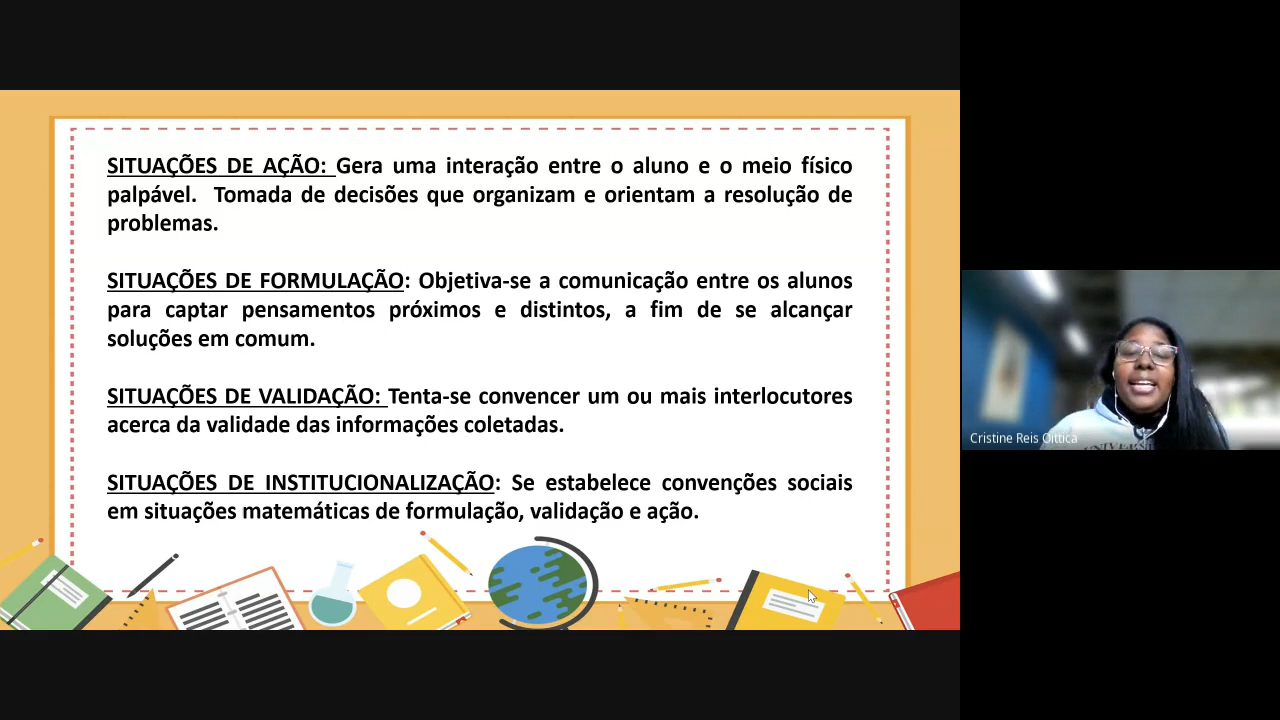 SITUAÇÕES DE AÇÃO: Gera uma interação entre o aluno e o meio físico
palpável. Tomada de decisões que organizam e orientam a resolução de
problemas.
SITUAÇÕES DE FORMULAÇÃO: Objetiva-se a comunicação entre os alunos
para captar pensamentos próximos e distintos, a fim de se alcançar
soluções em comum.
SITUAÇÕES DE VALIDAÇÃO: Tenta-se convencer um ou mais interlocutores
acerca da validade das informações coletadas.
SITUAÇÕES DE INSTITUCIONALIZAÇÃO: Se estabelece convenções sociais
em situações matemáticas de formulação, validação e ação.
Cristine Reis Oittica